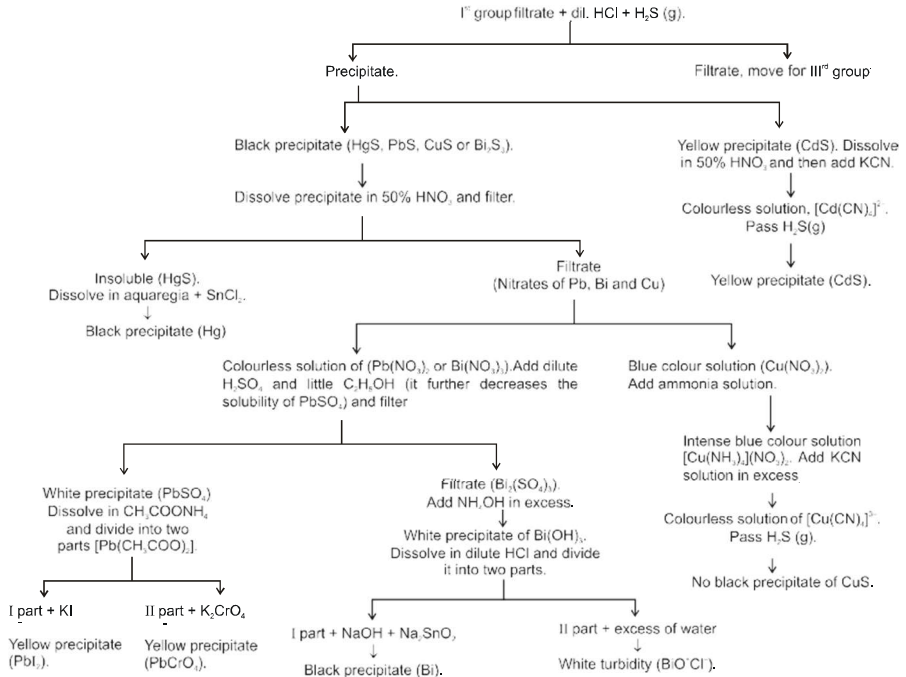 Iˢᵗ group filtrate + dil. HCl + H₂S (g).
Precipitate.
Filtrate, move for IIIʳᵈ group
Black precipitate (HgS, PbS, CuS or Bi₂S₃).
Yellow precipitate (CdS). Dissolve
in 50% HNO₃ and then add KCN.
Dissolve precipitate in 50% HNO₃ and filter.
Colourless solution, [Cd(CN)₄]²⁻.
Pass H₂S(g)
Yellow precipitate (CdS).
Insoluble (HgS).
Dissolve in aquaregia + SnCl₂.
↓
Black precipitate (Hg)
Filtrate
(Nitrates of Pb, Bi and Cu)
Colourless solution of (Pb(NO₃)₂ or Bi(NO₃)₃).Add dilute
H₂SO₄ and little C₂H₅OH (it further decreases the
solubility of PbSO₄) and filter
Blue colour solution (Cu(NO₃)₂).
Add ammonia solution.
Intense blue colour solution
[Cu(NH₃)₄](NO₃)₂. Add KCN
solution in excess
Colourless solution of [Cu(CN)₄]³⁻.
Pass H₂S (g).
No black precipitate of CuS.
White precipitate (PbSO₄)
Dissolve in CH₃COONH₄
and divide into two
parts [Pb(CH₃COO)₂].
Filtrate (Bi₂(SO₄)₃).
Add NH₄OH in excess.
White precipitate of Bi(OH)₃.
Dissolve in dilute HCl and divide
it into two parts.
I part + KI
Yellow precipitate
(PbI₂).
II part + K₂CrO₄
Yellow precipitate
(PbCrO₄).
I part + NaOH + Na₂SnO₂
↓
Black precipitate (Bi).
II part + excess of water
↓
White turbidity (BiO⁺Cl⁻).